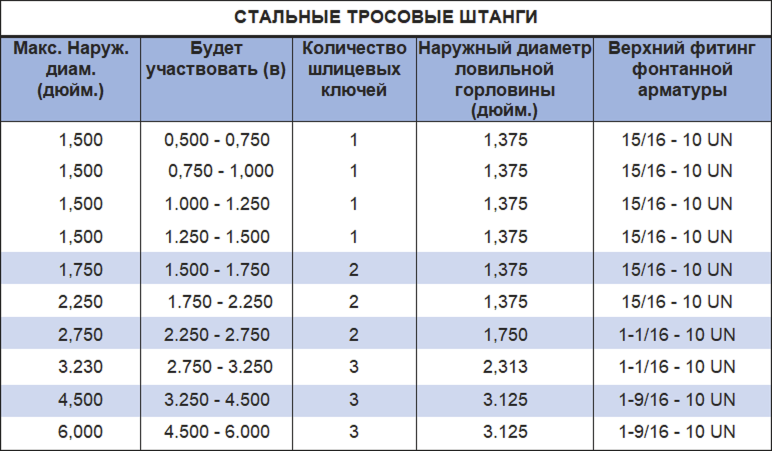 СТАЛЬНЫЕ ТРОСОВЫЕ ШТАНГИ
Макс. Наруж. диам. (дюйм.) | Будет участвовать (в) | Количество шлицевых ключей | Наружный диаметр ловильной горловины (дюйм.) | Верхний фитинг фонтанной арматуры
1,500 | 0,500 - 0,750 | 1 | 1,375 | 15/16 - 10 UN
1,500 | 0,750 - 1,000 | 1 | 1,375 | 15/16 - 10 UN
1,500 | 1.000 - 1.250 | 1 | 1,375 | 15/16 - 10 UN
1,500 | 1.250 - 1.500 | 1 | 1,375 | 15/16 - 10 UN
1,750 | 1.500 - 1.750 | 2 | 1,375 | 15/16 - 10 UN
2,250 | 1.750 - 2.250 | 2 | 1,375 | 15/16 - 10 UN
2,750 | 2.250 - 2.750 | 2 | 1,750 | 1-1/16 - 10 UN
3.230 | 2.750 - 3.250 | 3 | 2,313 | 1-1/16 - 10 UN
4,500 | 3.250 - 4.500 | 3 | 3.125 | 1-9/16 - 10 UN
6,000 | 4.500 - 6.000 | 3 | 3.125 | 1-9/16 - 10 UN